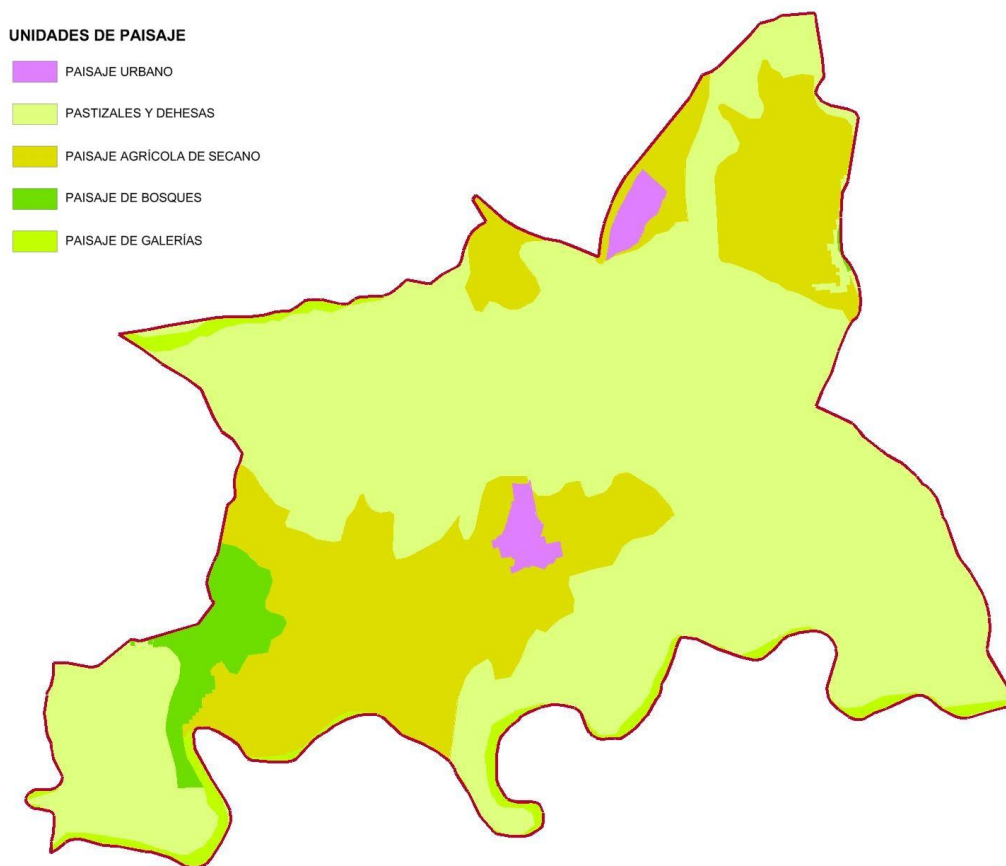 UNIDADES DE PAISAJE
PAISAJE URBANO
PASTIZALES Y DEHESAS
PAISAJE AGRÍCOLA DE SECANO
PAISAJE DE BOSQUES
PAISAJE DE GALERÍAS